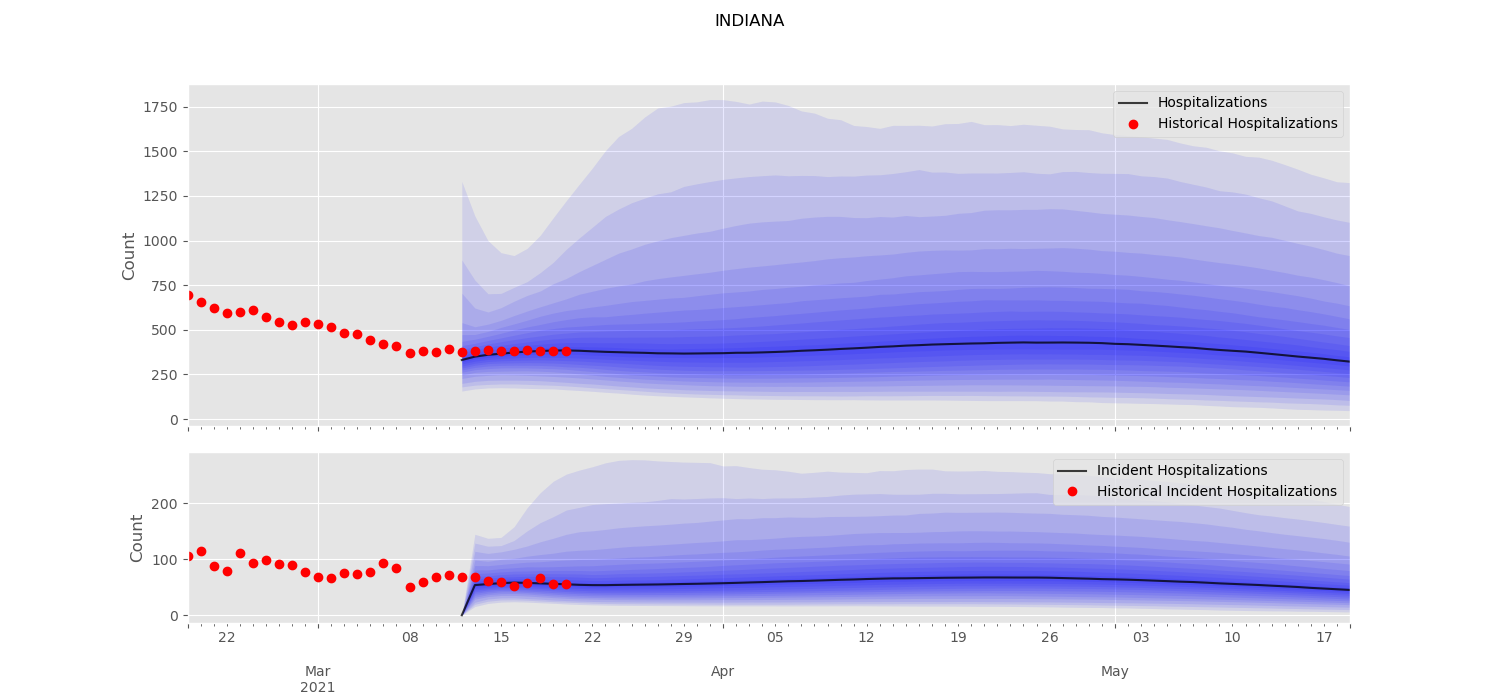 INDIANA
Hospitalizations
Historical Hospitalizations
Count
1750
1500
1250
1000
750
500
250
0
Incident Hospitalizations
Historical Incident Hospitalizations
Count
200
100
0
22 08 15 22 29 05 12 19 26 03 10 17
Mar Apr May
2021